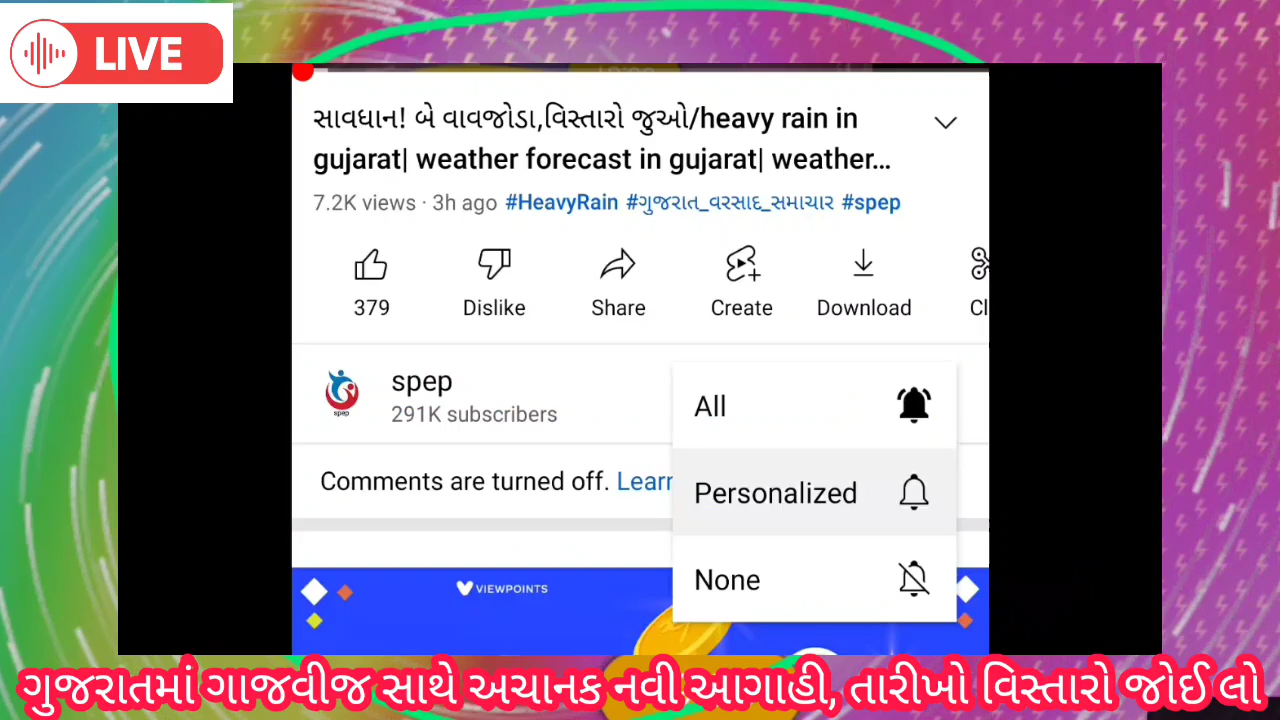 LIVE
સાવધાન! બે વાવજોડા,વિસ્તારો જુઓ/heavy rain in
gujarat| weather forecast in gujarat| weather...
7.2K views · 3h ago #HeavyRain #ગુજરાત_વરસાદ_સમાચાર #spep
379 Dislike Share Create Download Cl
spep
291K subscribers
spep
All
Comments are turned off. Learn
Personalized
None
VIEWPOINTS
ગુજરાતમાં ગાજવીજ સાથે અચાનક નવી આગાહી, તારીખો વિસ્તારો જોઈ લો